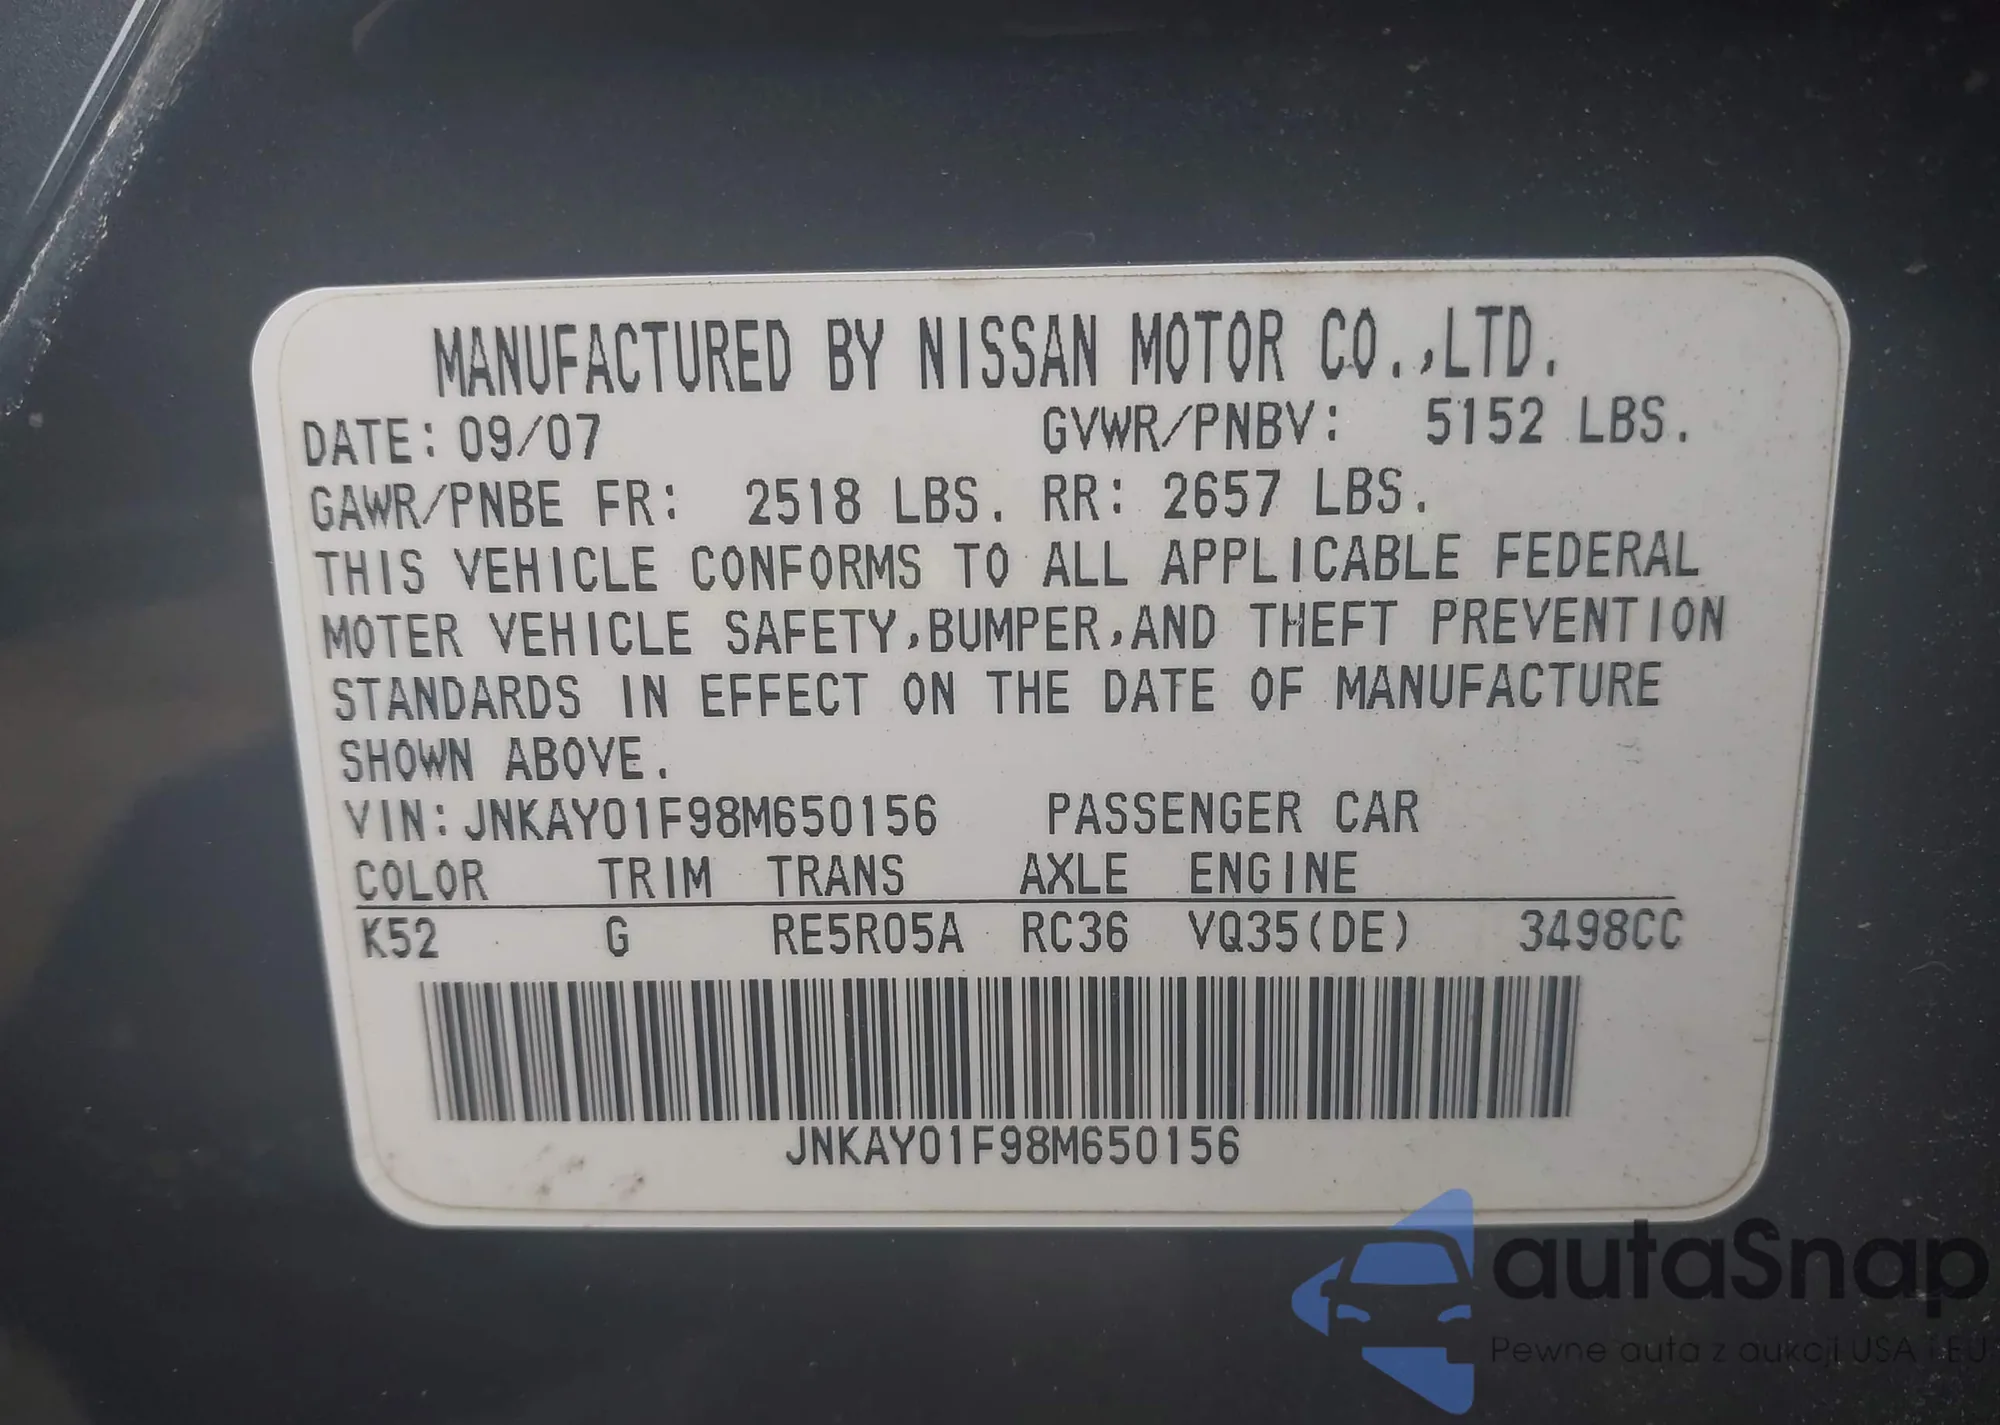 MANUFACTURED BY NISSAN MOTOR CO.,LTD.
DATE: 09/07 GVWR/PNBV: 5152 LBS.
GAWR/PNBE FR: 2518 LBS. RR: 2657 LBS.
THIS VEHICLE CONFORMS TO ALL APPLICABLE FEDERAL
MOTER VEHICLE SAFETY,BUMPER,AND THEFT PREVENTION
STANDARDS IN EFFECT ON THE DATE OF MANUFACTURE
SHOWN ABOVE.
VIN:JNKAY01F98M650156 PASSENGER CAR
COLOR TRIM TRANS AXLE ENGINE
K52 G RE5R05A RC36 VQ35(DE) 3498CC
JNKAY01F98M650156
autaSnap
Pewne auta z aukcji USA i EU